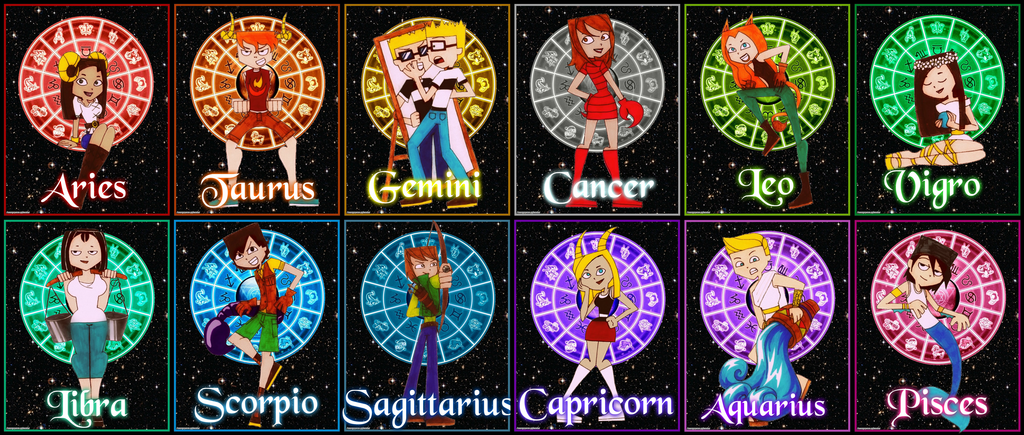 Aries
Taurus
Gemini
Cancer
Leo
Vigro
Libra
Scorpio
Sagittarius
Capricorn
Aquarius
Pisces